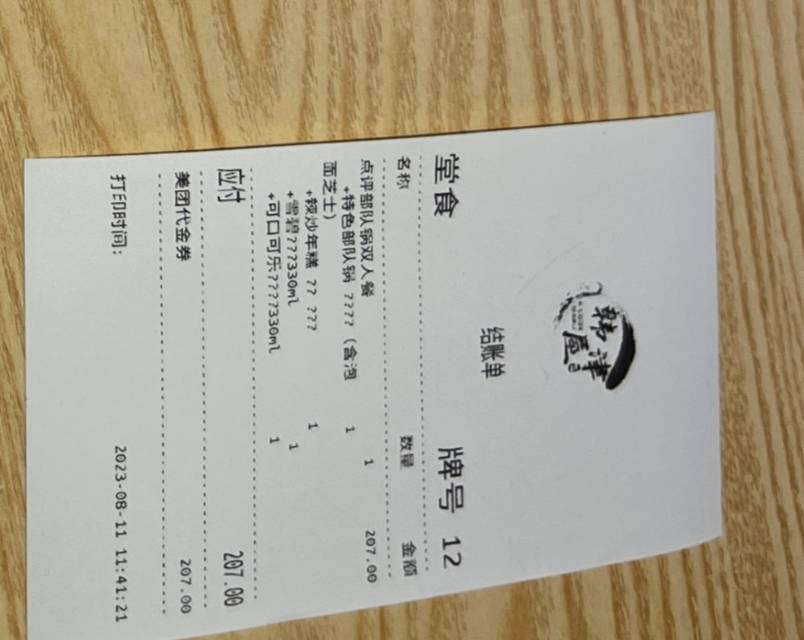 韩津
结账单
堂食 牌号 12
名称 数量 金额
点评部队锅双人餐 1 207.00
+特色部队锅 ???? (含泡 1
面芝士)
+辣炒年糕 ?? ??? 1
+雪碧???330ml 1
+可口可乐????330ml 1
应付 207.00
美团代金券 207.00
打印时间: 2023-08-11 11:41:21